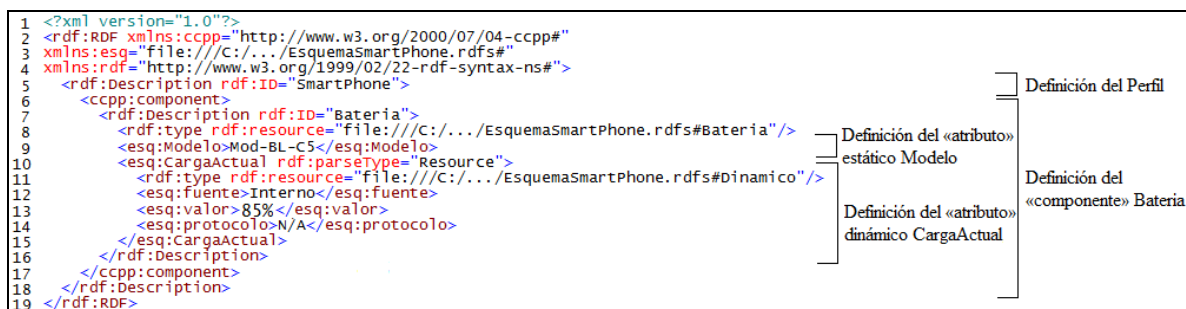 1 <?xml version="1.0"?>
2 <rdf:RDF xmlns:ccpp="http://www.w3.org/2000/07/04-ccpp#"
3 xmlns:esq="file:///C:/.../EsquemaSmartPhone.rdfs#"
4 xmlns:rdf="http://www.w3.org/1999/02/22-rdf-syntax-ns#">
5 <rdf:Description rdf:ID="SmartPhone">
6 <ccpp:component>
7 <rdf:Description rdf:ID="Bateria">
8 <rdf:type rdf:resource="file:///C:/.../EsquemaSmartPhone.rdfs#Bateria"/>
9 <esq:Modelo>Mod-BL-C5</esq:Modelo>
10 <esq:CargaActual rdf:parseType="Resource">
11 <rdf:type rdf:resource="file:///C:/.../EsquemaSmartPhone.rdfs#Dinamico"/>
12 <esq:fuente>Interno</esq:fuente>
13 <esq:valor>85%</esq:valor>
14 <esq:protocolo>N/A</esq:protocolo>
15 </esq:CargaActual>
16 </rdf:Description>
17 </ccpp:component>
18 </rdf:Description>
19 </rdf:RDF>
Definición del Perfil
Definición del «atributo»
estático Modelo
Definición del «atributo»
dinámico CargaActual
Definición del
«componente» Bateria